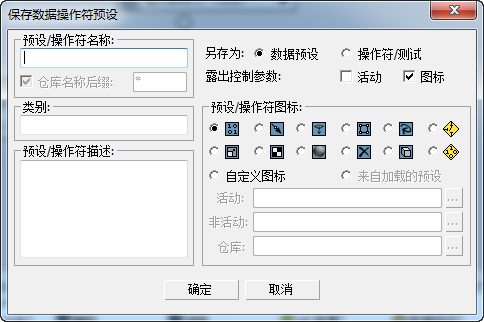 保存数据操作符预设
预设/操作符名称:
仓库名称后缀: *
类别:
预设/操作符描述:
另存为: 数据预设 操作符/测试
露出控制参数: 活动 图标
预设/操作符图标:
自定义图标 来自加载的预设
活动: ...
非活动: ...
仓库: ...
确定 取消